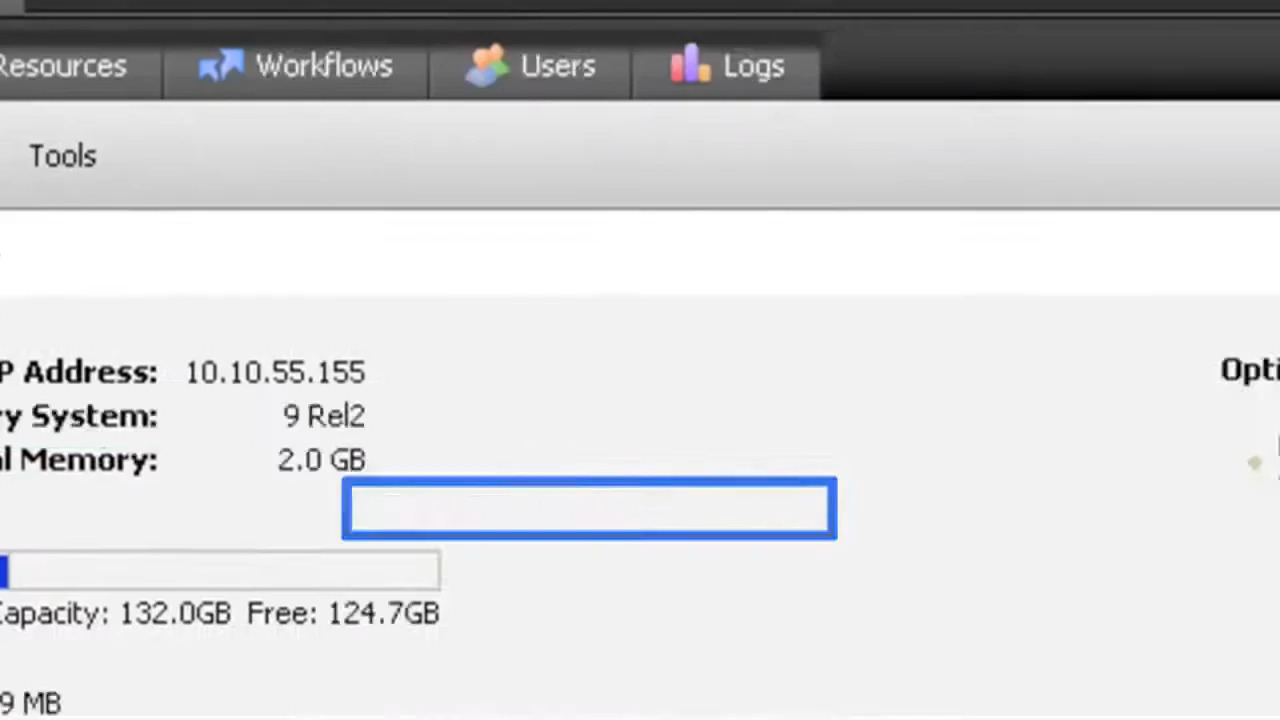 Resources Workflows Users Logs
Tools
P Address: 10.10.55.155 Opti
ry System: 9 Rel2
al Memory: 2.0 GB
Capacity: 132.0GB Free: 124.7GB
9 MB